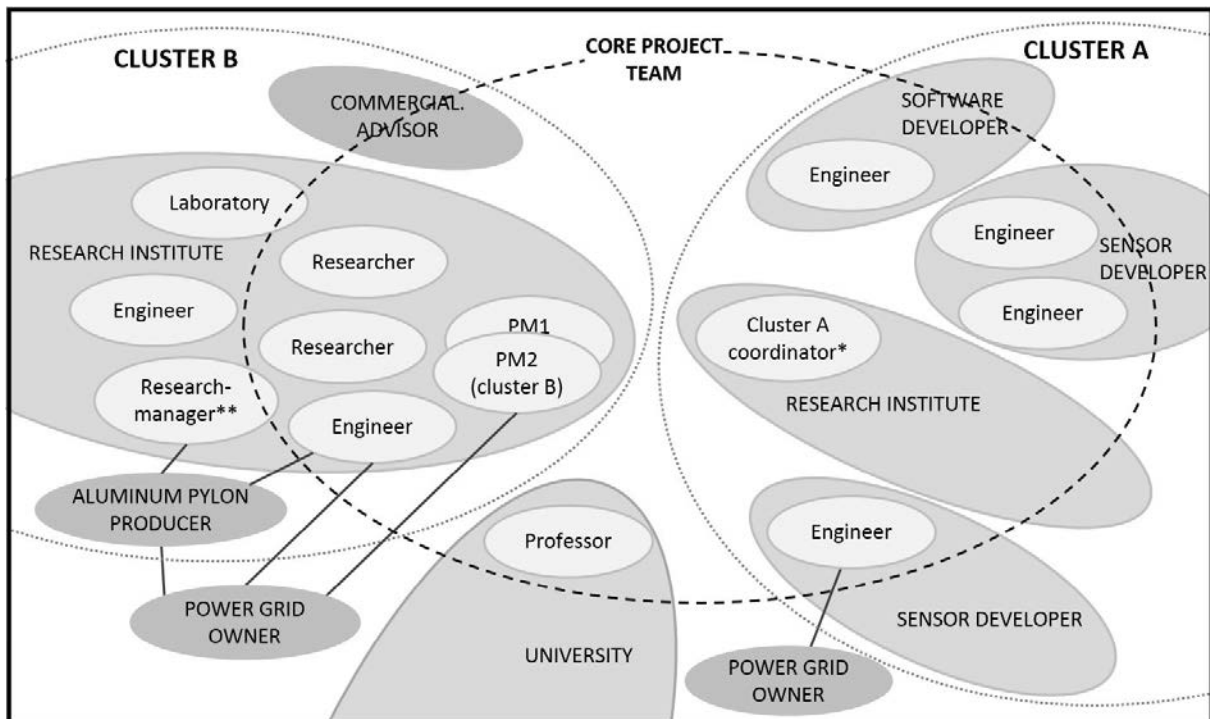 CLUSTER B
CORE PROJECT
TEAM
CLUSTER A
COMMERCIAL.
ADVISOR
SOFTWARE
DEVELOPER
Engineer
Laboratory
RESEARCH INSTITUTE
Researcher
Engineer
Engineer
SENSOR
DEVELOPER
Engineer
Researcher
PM1
PM2
(cluster B)
Cluster A
coordinator*
Research-
manager**
Engineer
RESEARCH INSTITUTE
ALUMINUM PYLON
PRODUCER
Professor
Engineer
POWER GRID
OWNER
UNIVERSITY
SENSOR DEVELOPER
POWER GRID
OWNER